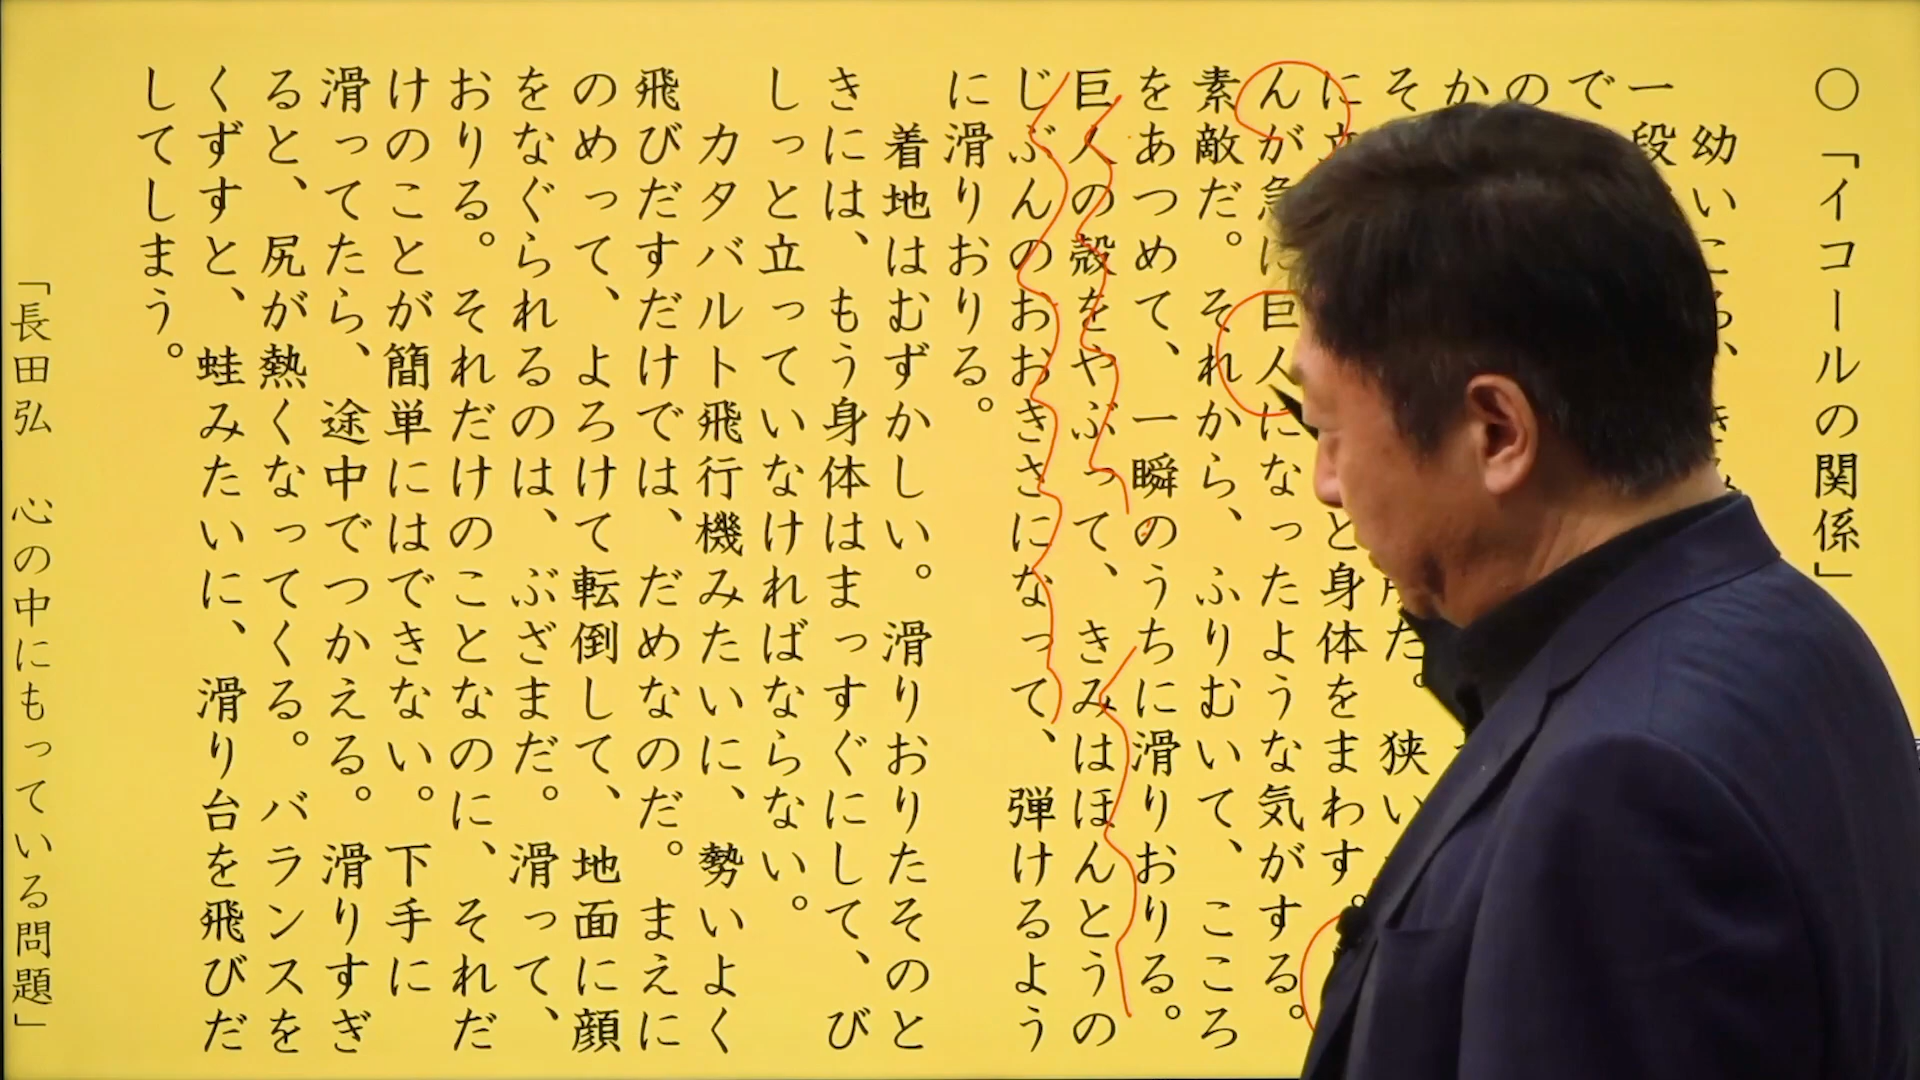 ○「イコールの関係」
幼いころ、
一段
で
の
か
そ だ。狭い
に と身体をまわす。
んが急に巨人になったような気がする。
素敵だ。それから、ふりむいて、こころ
をあつめて、一瞬のうちに滑りおりる。
巨人の殻をやぶって、きみはほんとうの
じぶんのおおきさになって、弾けるよう
に滑りおりる。
着地はむずかしい。滑りおりたそのと
きには、もう身体はまっすぐにして、び
しっと立っていなければならない。
カタバルト飛行機みたいに、勢いよく
飛びだすだけでは、だめなのだ。まえに
のめって、よろけて転倒して、地面に顔
をなぐられるのは、ぶざまだ。滑って、
おりる。それだけのことなのに、それだ
けのことが簡単にはできない。下手に
滑ってたら、途中でつかえる。滑りすぎ
ると、尻が熱くなってくる。バランスを
くずすと、蛙みたいに、滑り台を飛びだ
してしまう。
「長田弘　心の中にもっている問題」